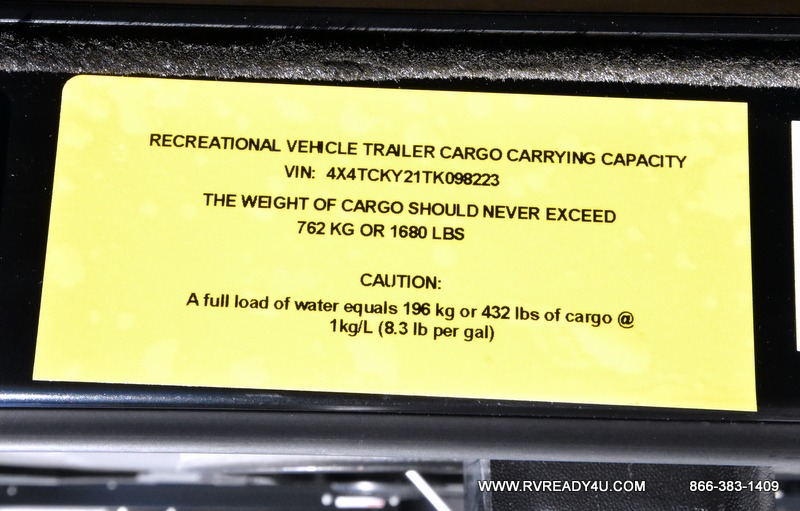 RECREATIONAL VEHICLE TRAILER CARGO CARRYING CAPACITY
VIN: 4X4TCKY21TK098223
THE WEIGHT OF CARGO SHOULD NEVER EXCEED
762 KG OR 1680 LBS
CAUTION:
A full load of water equals 196 kg or 432 lbs of cargo @
1kg/L (8.3 lb per gal)
WWW.RVREADY4U.COM 866-383-1409